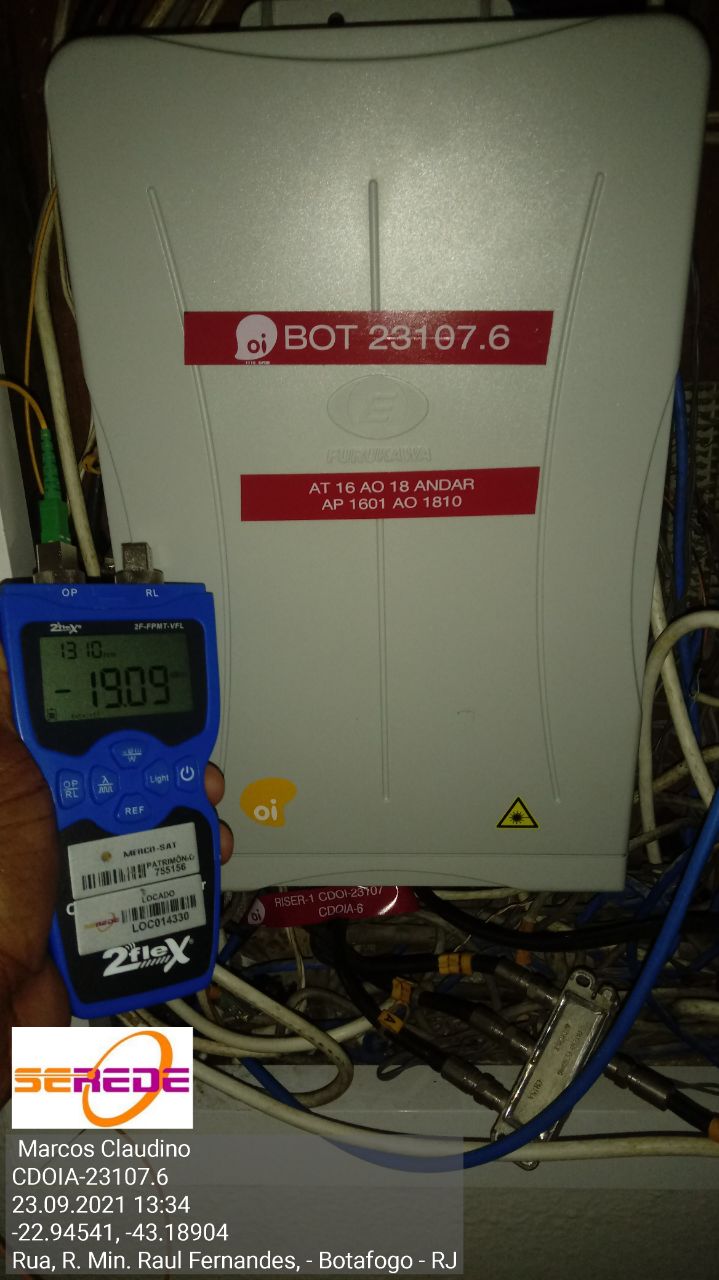 oi BOT 23107.6
E
FURUKAWA
AT 16 AO 18 ANDAR
AP 1601 AO 1810
OP RL
2flex 2F-FPMT-VFL
1310
-19.09
OP
RL
λ
Light
W
REF
oi
MERCO-SAT
PATRIMÔNIO
755156
LOCADO
SEREDE
LOC014330
2flex
oi RISER-1 CDOI-23107
CDOIA-6
SEREDE
Marcos Claudino
CDOIA-23107.6
23.09.2021 13:34
-22.94541, -43.18904
Rua, R. Min. Raul Fernandes, - Botafogo - RJ